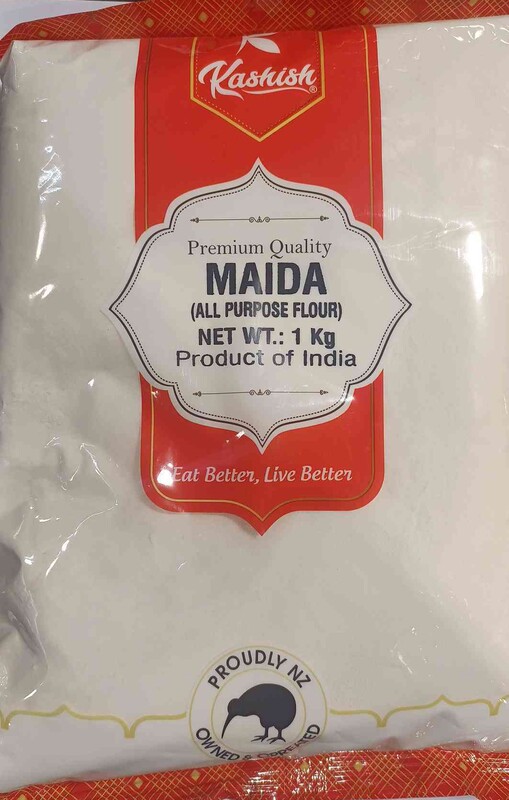 Kashish®
Premium Quality
MAIDA
(ALL PURPOSE FLOUR)
NET WT.: 1 Kg
Product of India
Eat Better, Live Better
PROUDLY NZ
OWNED & OPERATED